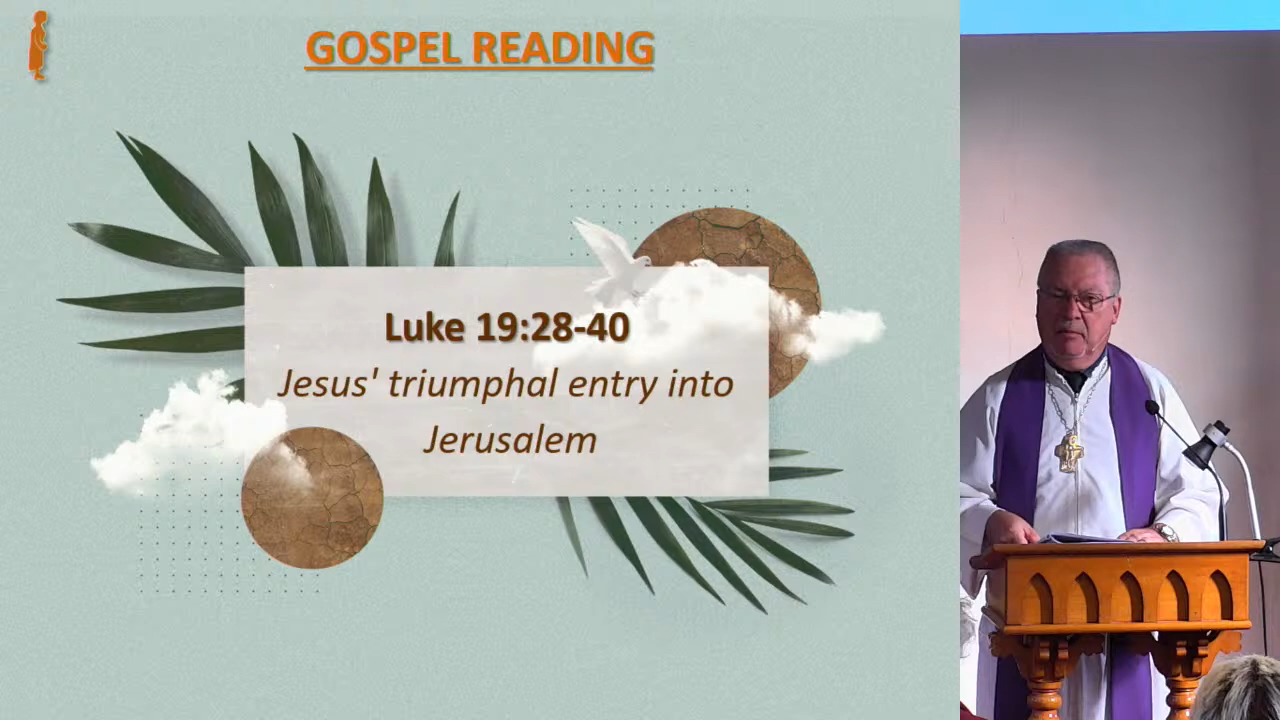 GOSPEL READING
Luke 19:28-40
Jesus' triumphal entry into
Jerusalem